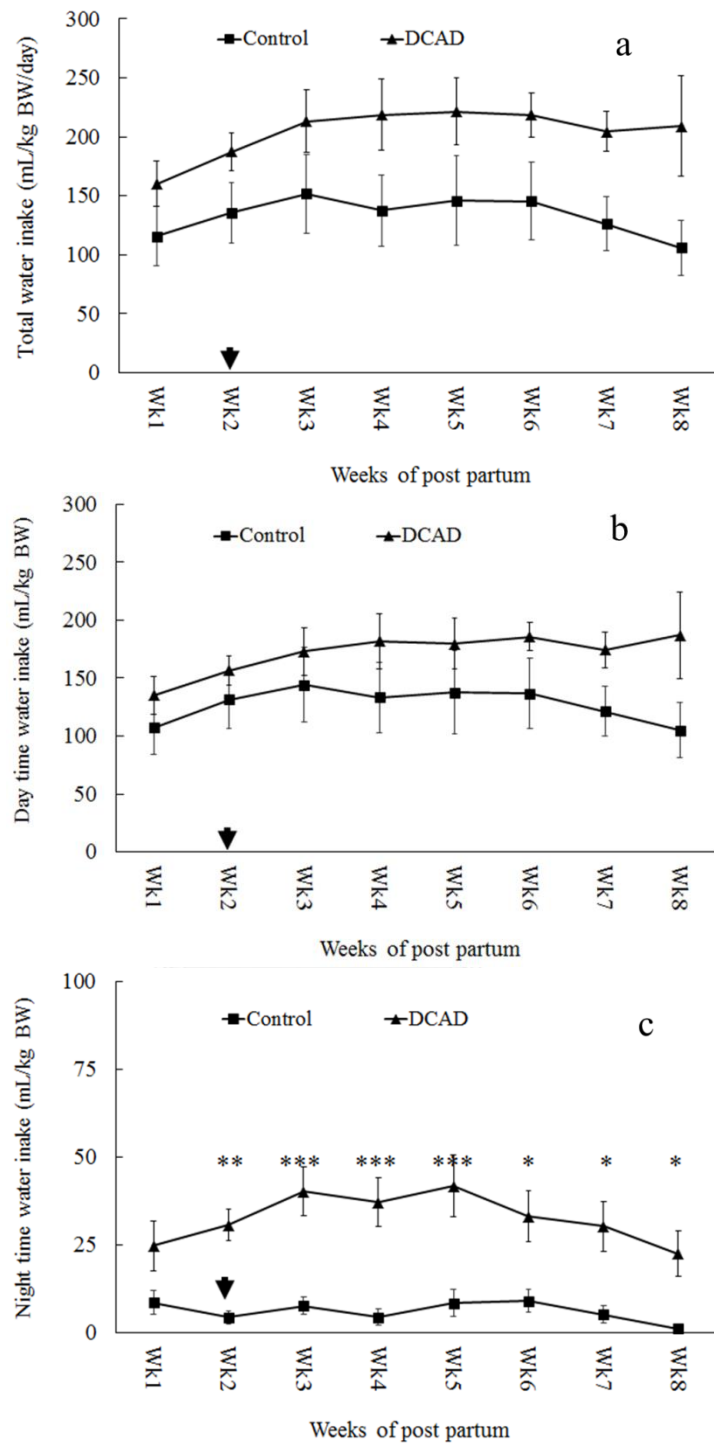 Total water inake (mL/kg BW/day)
300
250
200
150
100
50
0
Control
DCAD
a
Wk1
Wk2
Wk3
Wk4
Wk5
Wk6
Wk7
Wk8
Weeks of post partum
Day time water inake (mL/kg BW)
300
250
200
150
100
50
0
Control
DCAD
b
Wk1
Wk2
Wk3
Wk4
Wk5
Wk6
Wk7
Wk8
Weeks of post partum
Night time water inake (mL/kg BW)
100
75
50
25
0
Control
DCAD
c
** *** *** *** * * *
Wk1
Wk2
Wk3
Wk4
Wk5
Wk6
Wk7
Wk8
Weeks of post partum